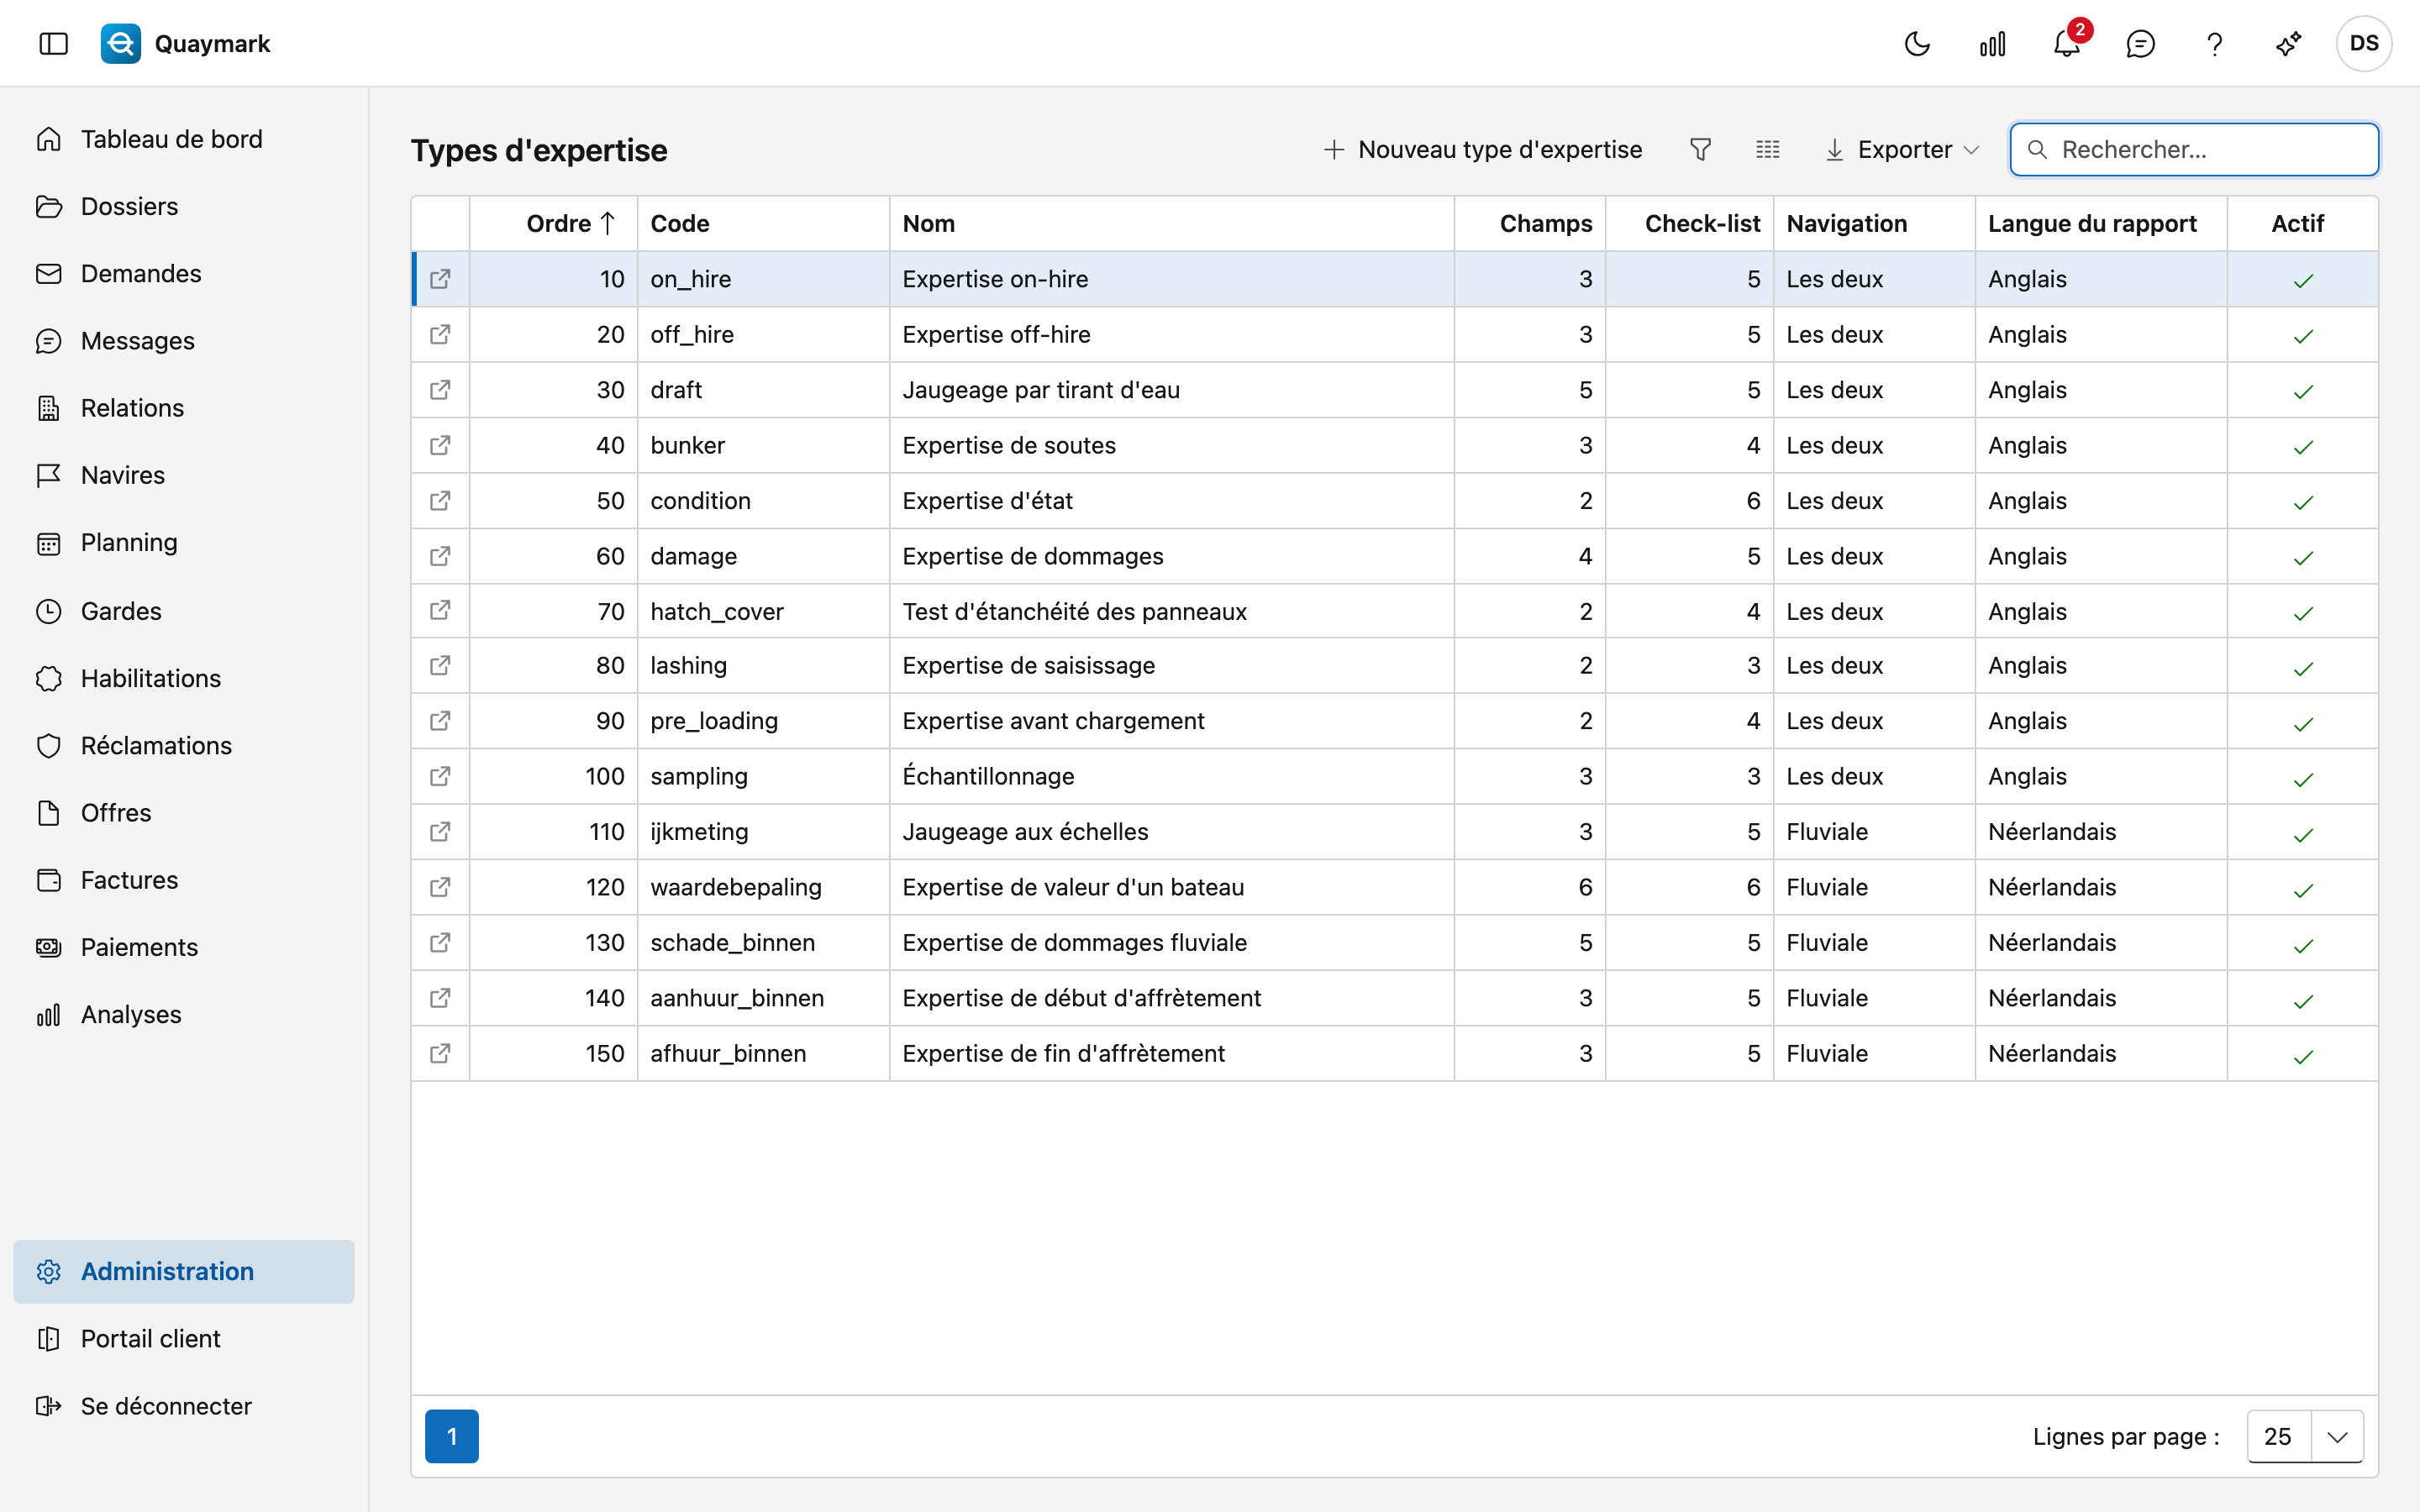 Quaymark
2
DS
Tableau de bord
Dossiers
Demandes
Messages
Relations
Navires
Planning
Gardes
Habilitations
Réclamations
Offres
Factures
Paiements
Analyses
Administration
Portail client
Se déconnecter
Types d'expertise
Nouveau type d'expertise
Exporter
Rechercher...
Ordre Code Nom Champs Check-list Navigation Langue du rapport Actif
10 on_hire Expertise on-hire 3 5 Les deux Anglais
20 off_hire Expertise off-hire 3 5 Les deux Anglais
30 draft Jaugeage par tirant d'eau 5 5 Les deux Anglais
40 bunker Expertise de soutes 3 4 Les deux Anglais
50 condition Expertise d'état 2 6 Les deux Anglais
60 damage Expertise de dommages 4 5 Les deux Anglais
70 hatch_cover Test d'étanchéité des panneaux 2 4 Les deux Anglais
80 lashing Expertise de saisissage 2 3 Les deux Anglais
90 pre_loading Expertise avant chargement 2 4 Les deux Anglais
100 sampling Échantillonnage 3 3 Les deux Anglais
110 ijkmeting Jaugeage aux échelles 3 5 Fluviale Néerlandais
120 waardebepaling Expertise de valeur d'un bateau 6 6 Fluviale Néerlandais
130 schade_binnen Expertise de dommages fluviale 5 5 Fluviale Néerlandais
140 aanhuur_binnen Expertise de début d'affrètement 3 5 Fluviale Néerlandais
150 afhuur_binnen Expertise de fin d'affrètement 3 5 Fluviale Néerlandais
1
Lignes par page : 25